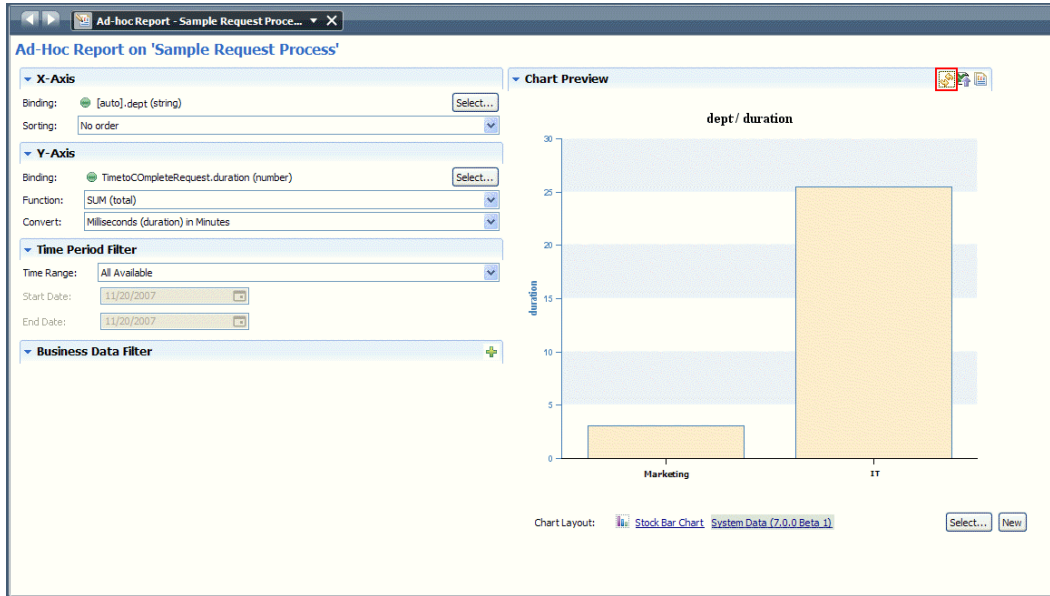 Ad-hoc Report - Sample Request Proce...
Ad-Hoc Report on 'Sample Request Process'
X-Axis
Binding: [auto].dept (string) Select...
Sorting: No order
Y-Axis
Binding: TimetoCOmpleteRequest.duration (number) Select...
Function: SUM (total)
Convert: Milliseconds (duration) in Minutes
Time Period Filter
Time Range: All Available
Start Date: 11/20/2007
End Date: 11/20/2007
Business Data Filter
Chart Preview
dept / duration
30
25
20
15
10
5
0
duration
Marketing IT
Chart Layout: Stock Bar Chart System Data (7.0.0 Beta 1) Select... New